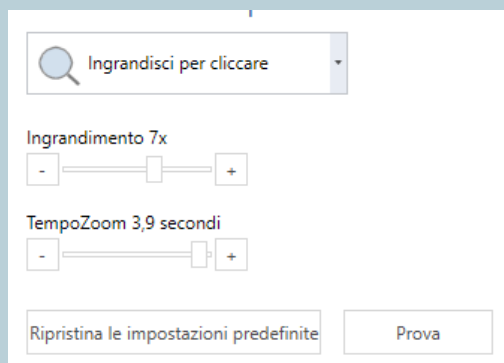 Ingrandisci per cliccare
Ingrandimento 7x
- +
TempoZoom 3,9 secondi
- +
Ripristina le impostazioni predefinite
Prova